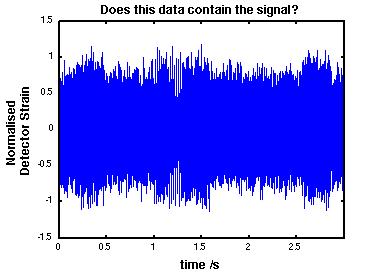 Does this data contain the signal?
1.5
1
0.5
0
-0.5
-1
-1.5
Normalised
Detector Strain
0 0.5 1 1.5 2 2.5
time /s